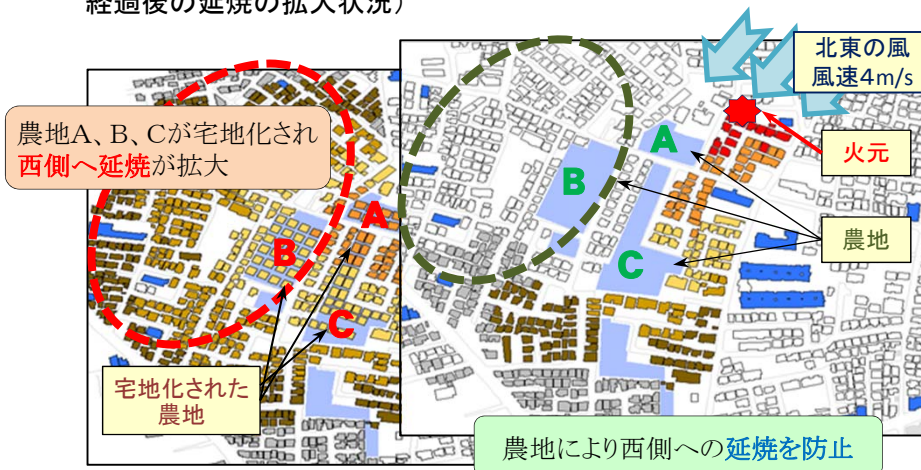 経過後の延焼の拡大状況）
北東の風
風速4m/s
農地A、B、Cが宅地化され
西側へ延焼が拡大
火元
A
B
C
農地
A
B
C
宅地化された
農地
農地により西側への延焼を防止